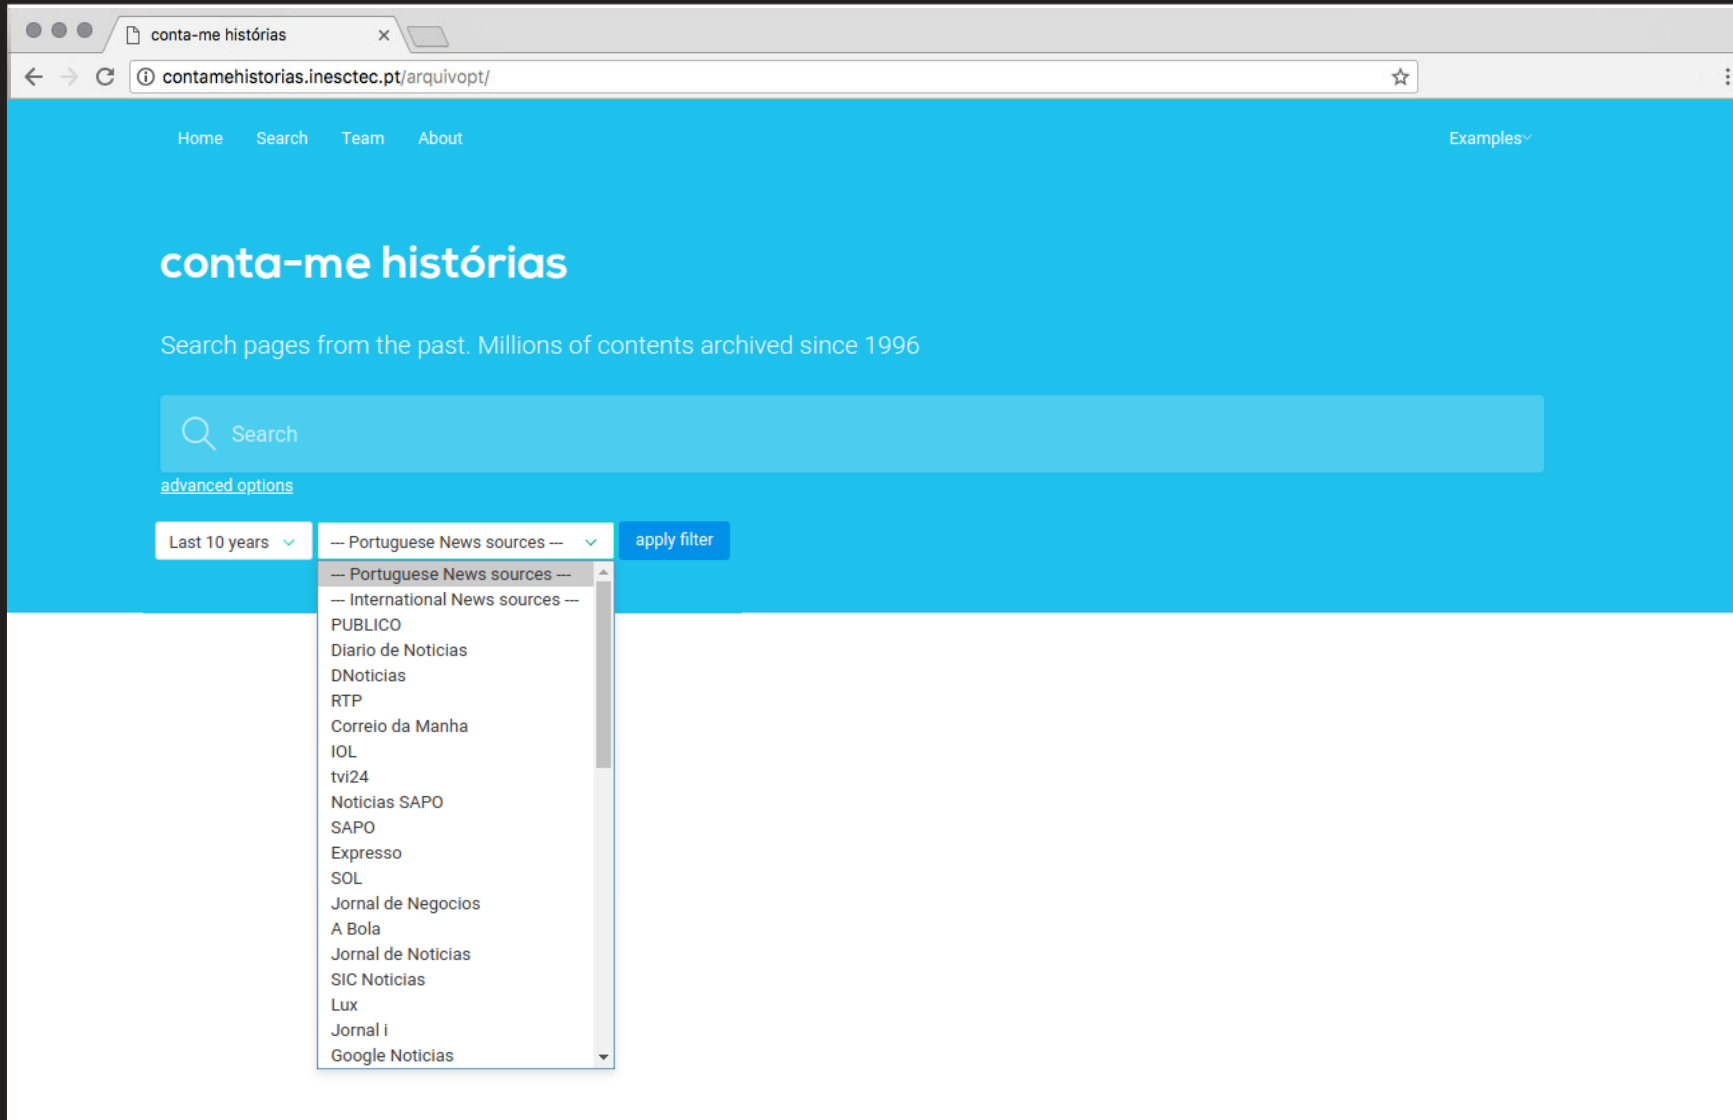 conta-me histórias
contamehistorias.inesctec.pt/arquivopt/
Home Search Team About Examples
conta-me histórias
Search pages from the past. Millions of contents archived since 1996
Search
advanced options
Last 10 years --- Portuguese News sources --- apply filter
--- Portuguese News sources ---
--- International News sources ---
PUBLICO
Diario de Noticias
DNoticias
RTP
Correio da Manha
IOL
tvi24
Noticias SAPO
SAPO
Expresso
SOL
Jornal de Negocios
A Bola
Jornal de Noticias
SIC Noticias
Lux
Jornal i
Google Noticias